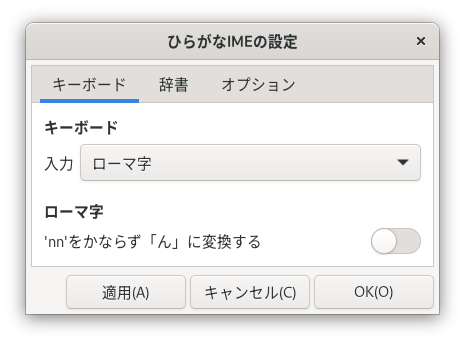 ひらがなIMEの設定 ×
キーボード 辞書 オプション
キーボード
入力 ローマ字
ローマ字
'nn'をかならず「ん」に変換する
適用(A) キャンセル(C) OK(O)